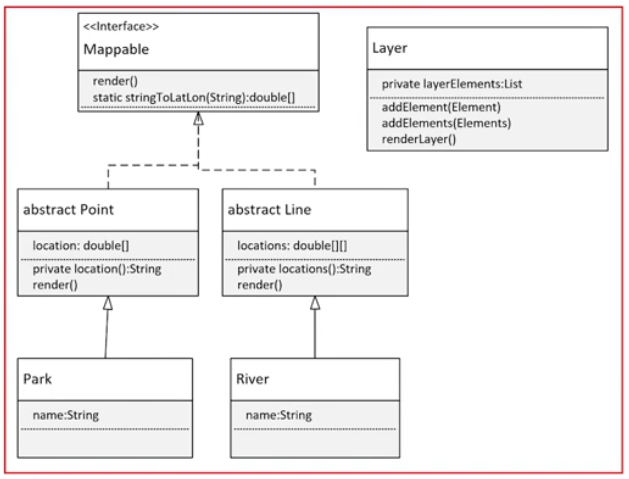 <<Interface>>
Mappable
render()
static stringToLatLon(String):double[]
Layer
private layerElements:List
addElement(Element)
addElements(Elements)
renderLayer()
abstract Point
location: double[]
private location():String
render()
abstract Line
locations: double[][]
private locations():String
render()
Park
name:String
River
name:String